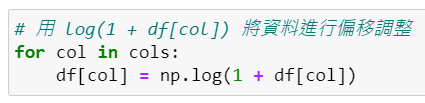 # 用 log(1 + df[col]) 將資料進行偏移調整
for col in cols:
    df[col] = np.log(1 + df[col])